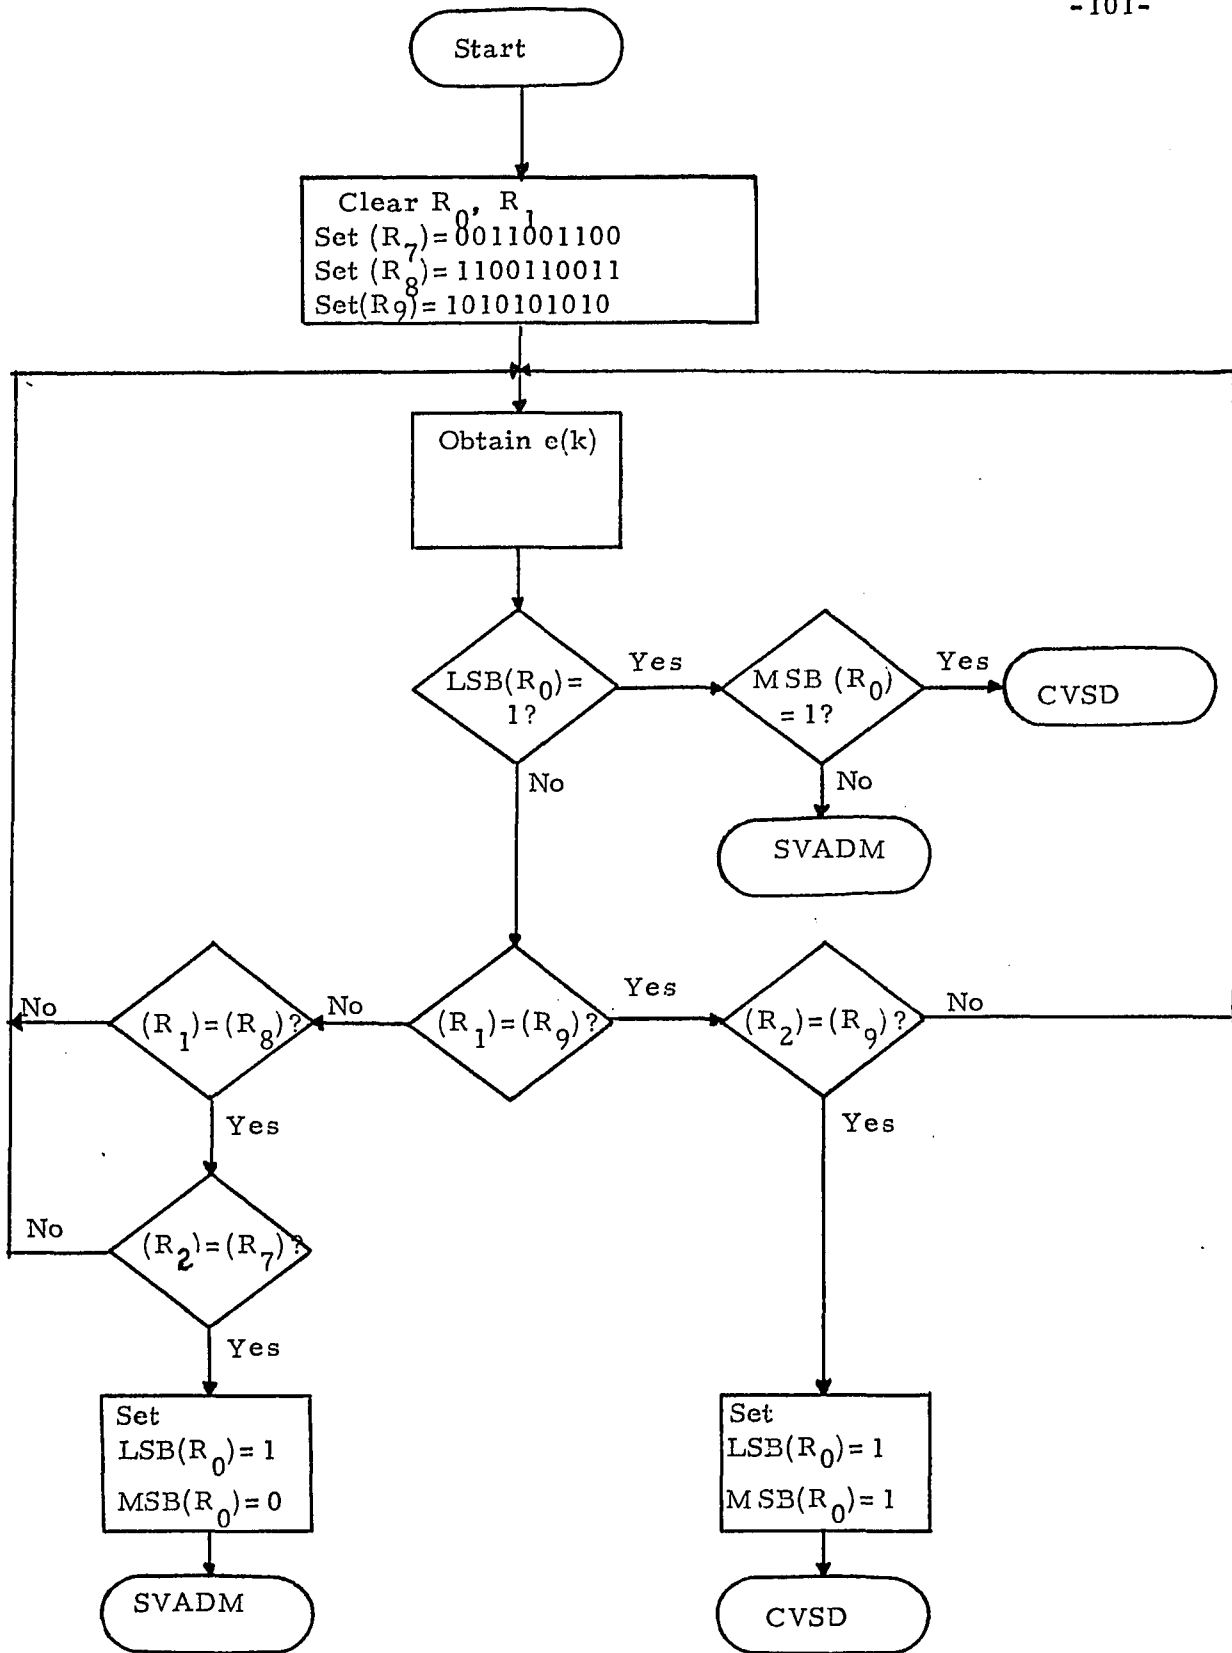 -101-
Start
Clear R0, R1
Set (R7)= 0011001100
Set (R8)= 1100110011
Set(R9)= 1010101010
Obtain e(k)
LSB(R0)=
1?
Yes
MSB (R0)
= 1?
Yes
CVSD
No
No
SVADM
No
(R1)=(R8)?
No
(R1)=(R9)?
Yes
(R2)=(R9)?
No
Yes
Yes
No
(R2)=(R7)?
Yes
Set
LSB(R0)= 1
MSB(R0)= 0
Set
LSB(R0)= 1
MSB(R0)= 1
SVADM
CVSD